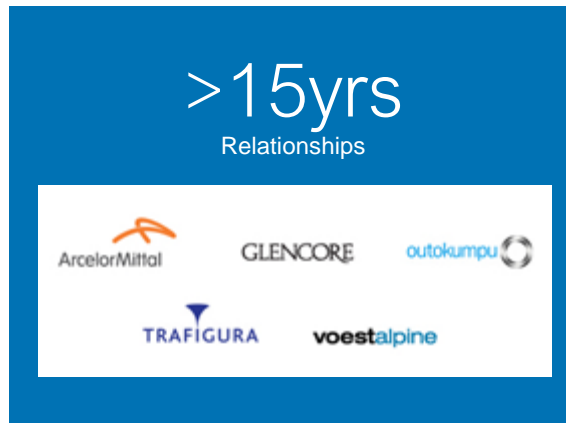 >15yrs
Relationships
ArcelorMittal
GLENCORE
outokumpu
TRAFIGURA
voestalpine